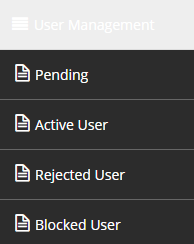 User Management
Pending
Active User
Rejected User
Blocked User